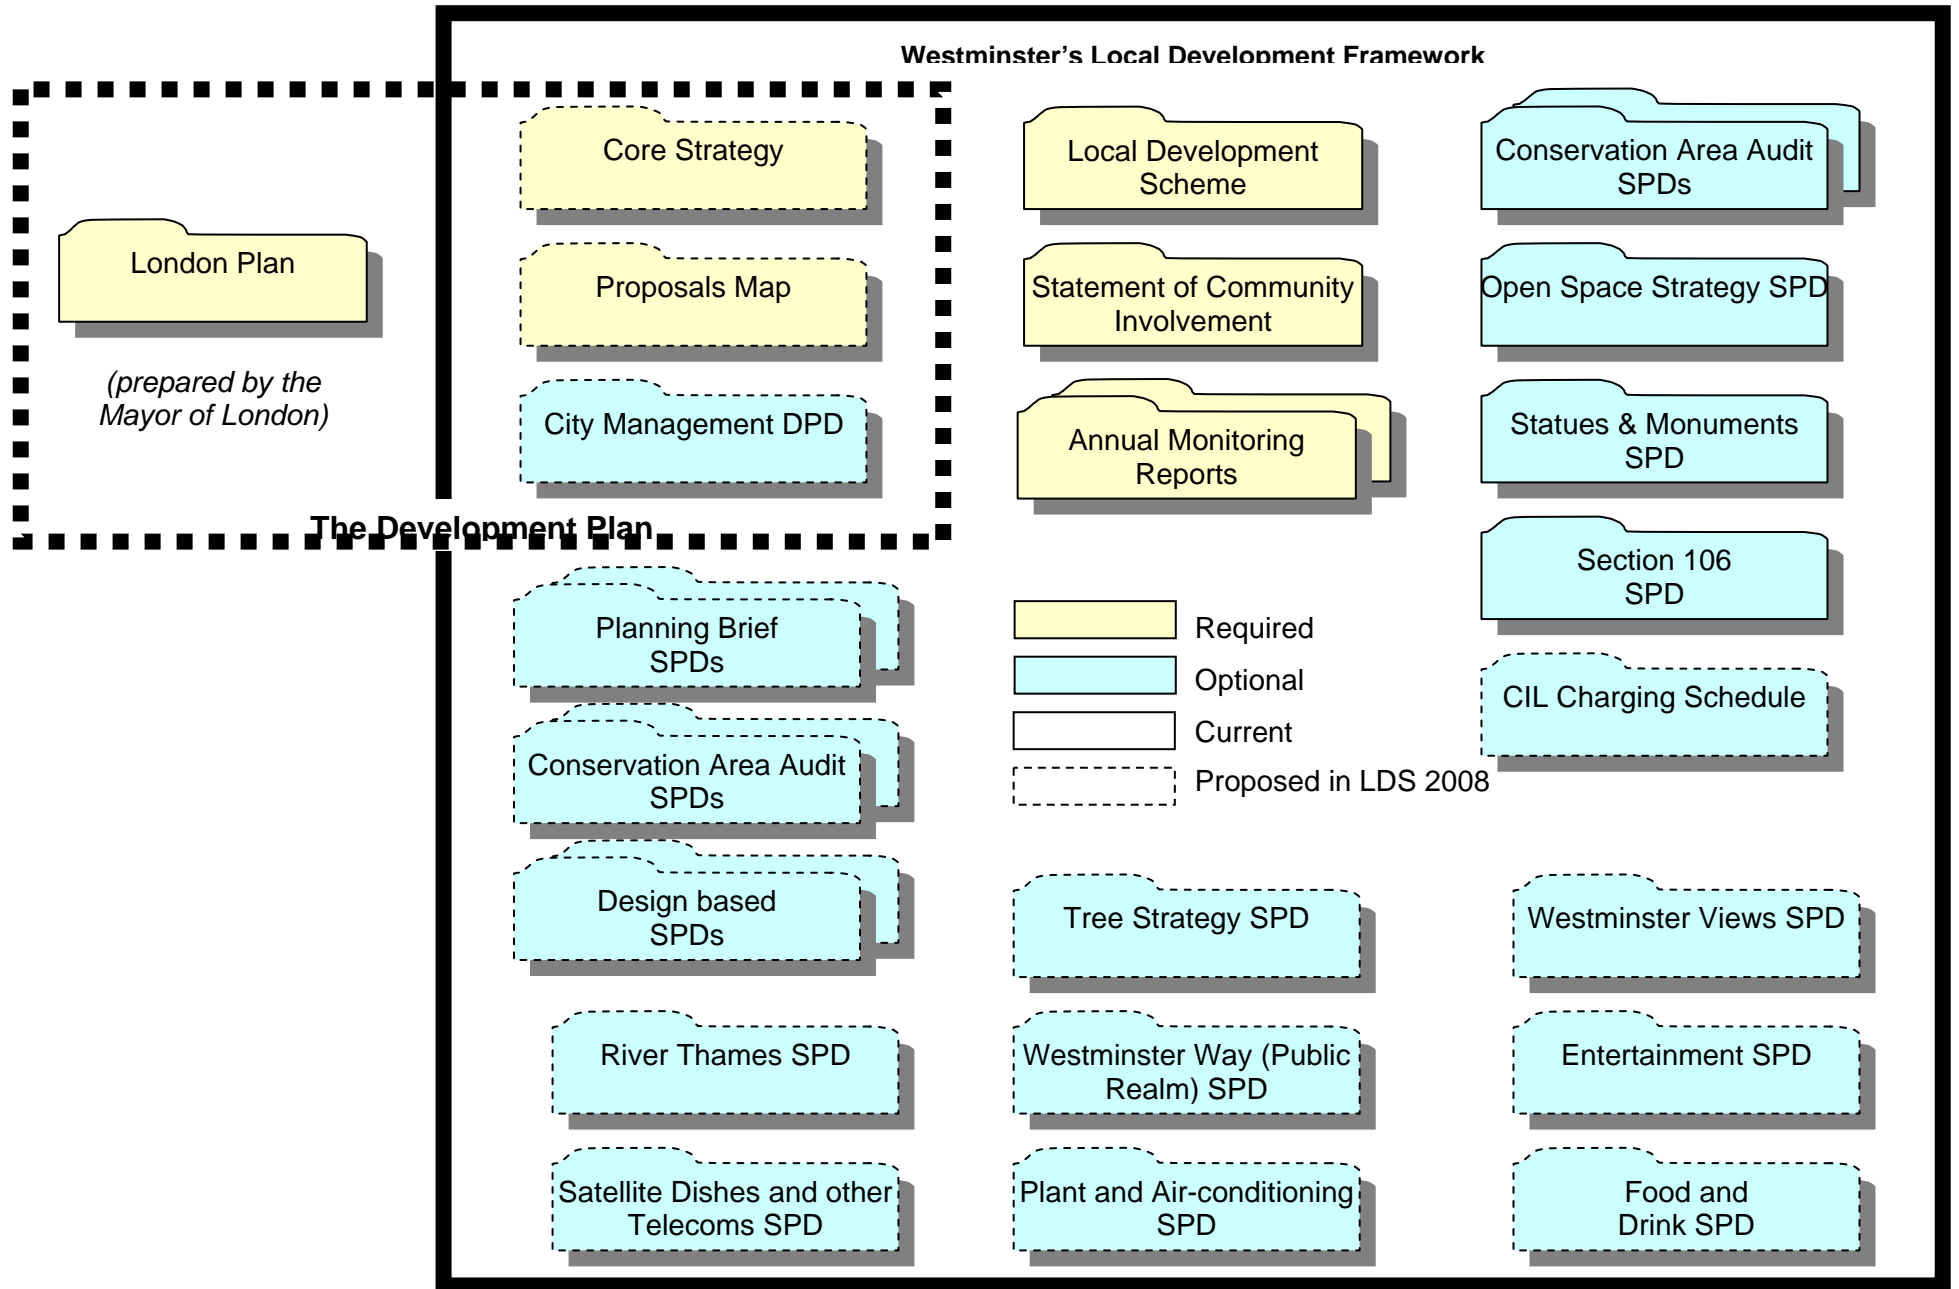 Westminster's Local Development Framework
London Plan
(prepared by the
Mayor of London)
Core Strategy
Proposals Map
City Management DPD
The Development Plan
Local Development
Scheme
Statement of Community
Involvement
Annual Monitoring
Reports
Conservation Area Audit
SPDs
Open Space Strategy SPD
Statues & Monuments
SPD
Section 106
SPD
CIL Charging Schedule
Planning Brief
SPDs
Conservation Area Audit
SPDs
Design based
SPDs
Required
Optional
Current
Proposed in LDS 2008
Tree Strategy SPD
Westminster Views SPD
River Thames SPD
Westminster Way (Public
Realm) SPD
Entertainment SPD
Satellite Dishes and other
Telecoms SPD
Plant and Air-conditioning
SPD
Food and
Drink SPD